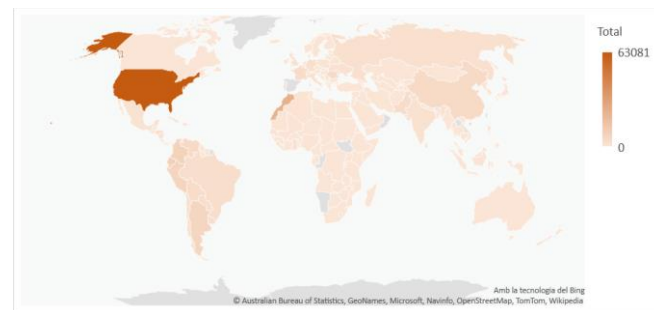 Total
63081
0
Amb la tecnologia del Bing
© Australian Bureau of Statistics, GeoNames, Microsoft, Navinfo, OpenStreetMap, TomTom, Wikipedia